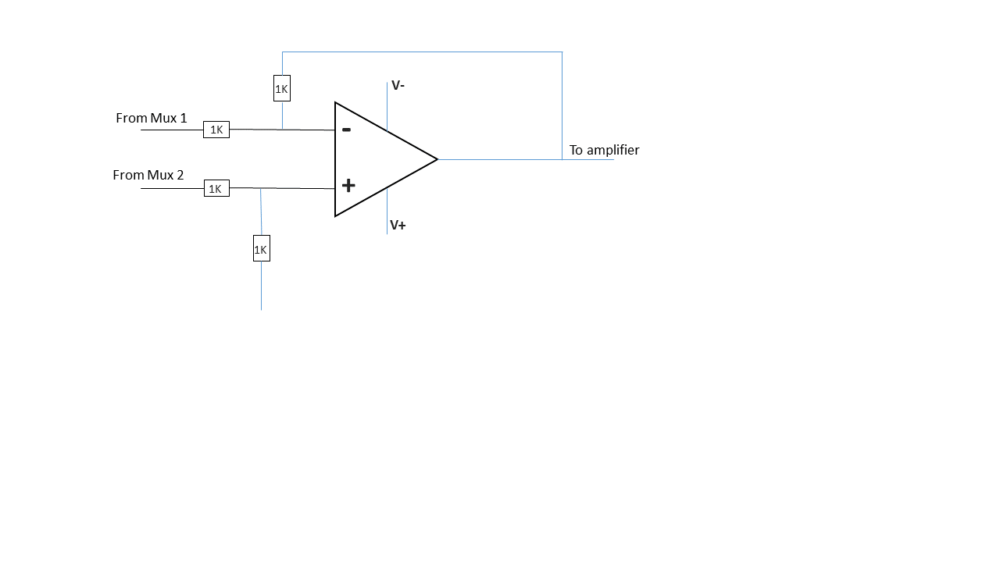 V-
1K
From Mux 1
1K
-
To amplifier
From Mux 2
1K
+
V+
1K